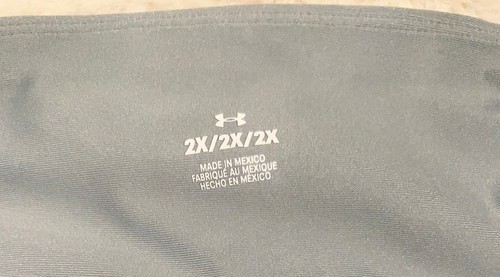 2X/2X/2X
MADE IN MEXICO
FABRIQUÉ AU MEXIQUE
HECHO EN MÉXICO